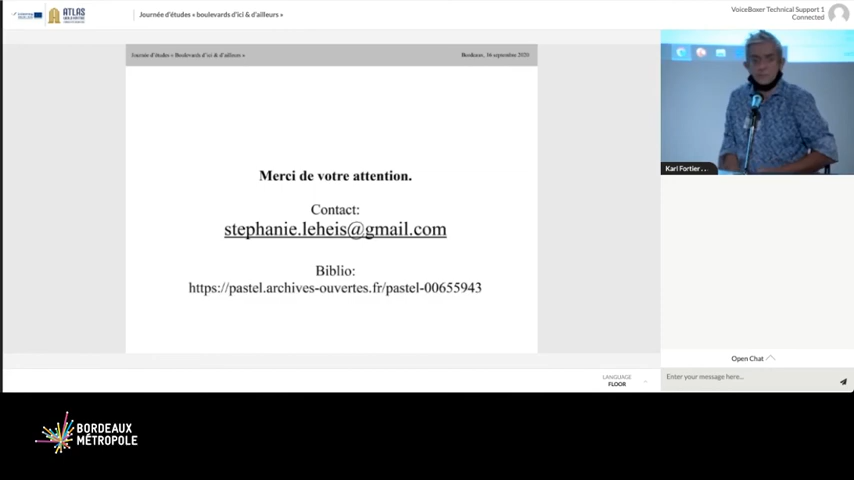 ATLAS
Journée d'études « boulevards d'ici & d'ailleurs »
VoiceBoxer Technical Support 1
Connected
Journée d'études « Boulevards d'ici & d'ailleurs »
Bordeaux, 16 septembre 2020
Merci de votre attention.
Contact:
stephanie.leheis@gmail.com
Biblio:
https://pastel.archives-ouvertes.fr/pastel-00655943
Karl Fortier ...
Open Chat
Enter your message here...
LANGUAGE
FLOOR
BORDEAUX
MÉTROPOLE